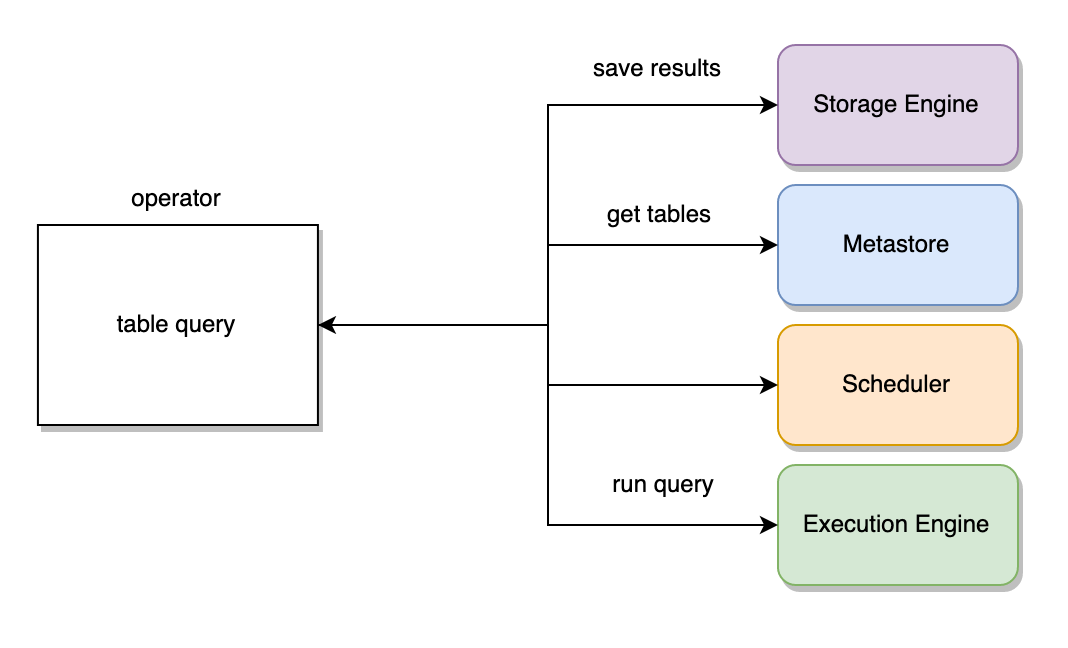 save results
Storage Engine
operator
get tables
Metastore
table query
Scheduler
run query
Execution Engine